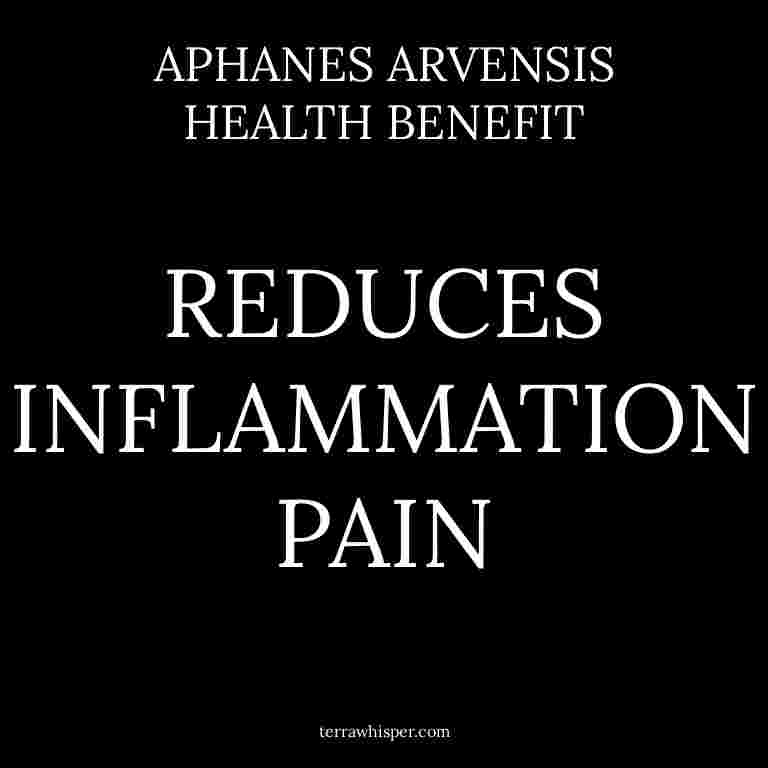 APHANES ARVENSIS
HEALTH BENEFIT
REDUCES
INFLAMMATION
PAIN
terrawhisper.com